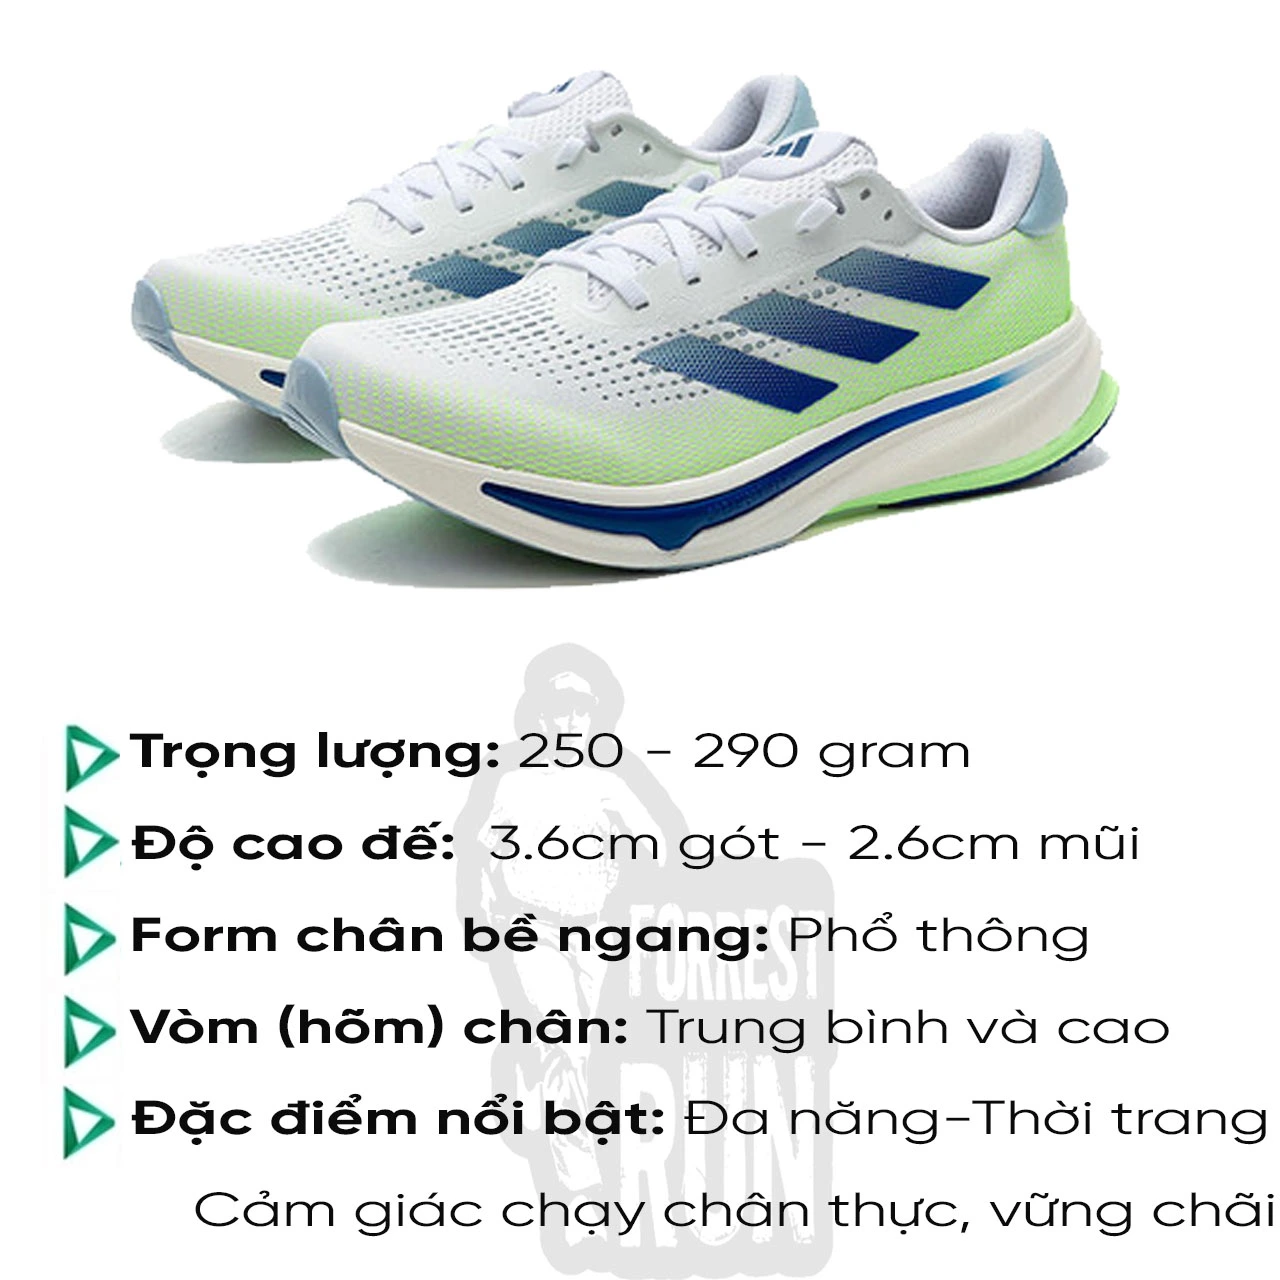 Trọng lượng: 250 - 290 gram
Độ cao đế: 3.6cm gót - 2.6cm mũi
Form chân bề ngang: Phổ thông
Vòm (hõm) chân: Trung bình và cao
Đặc điểm nổi bật: Đa năng-Thời trang
Cảm giác chạy chân thực, vững chãi
FORREST
RUN